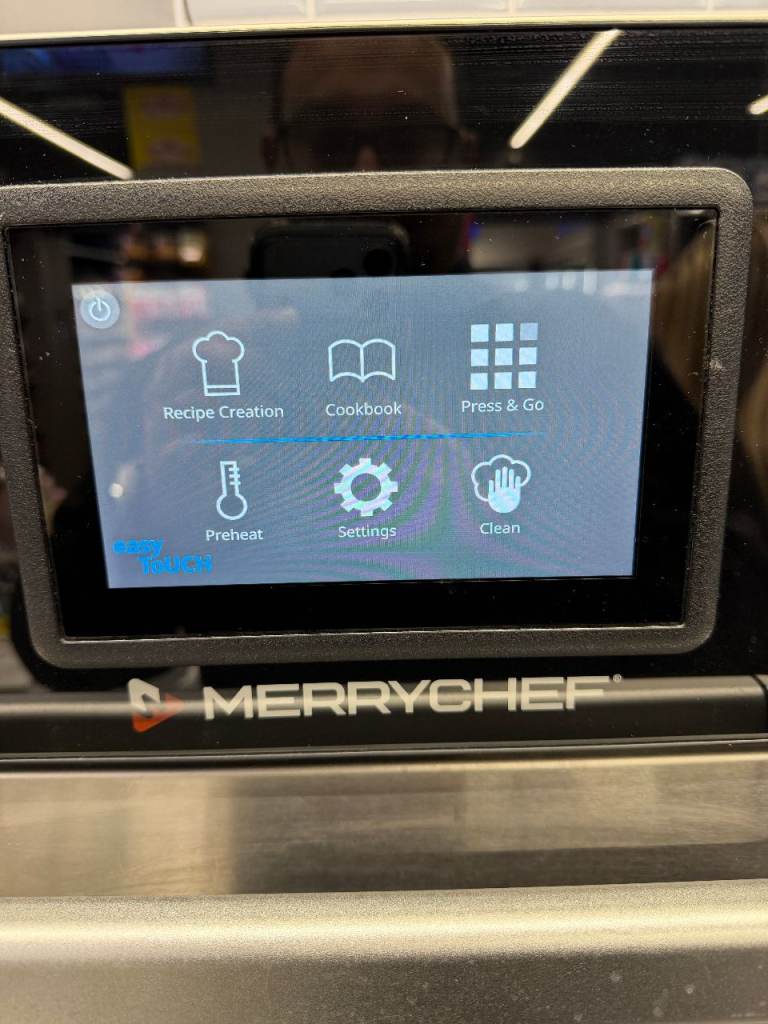 Recipe Creation
Cookbook
Press & Go
Preheat
Settings
Clean
easy
ToUCH
MERRYCHEF®